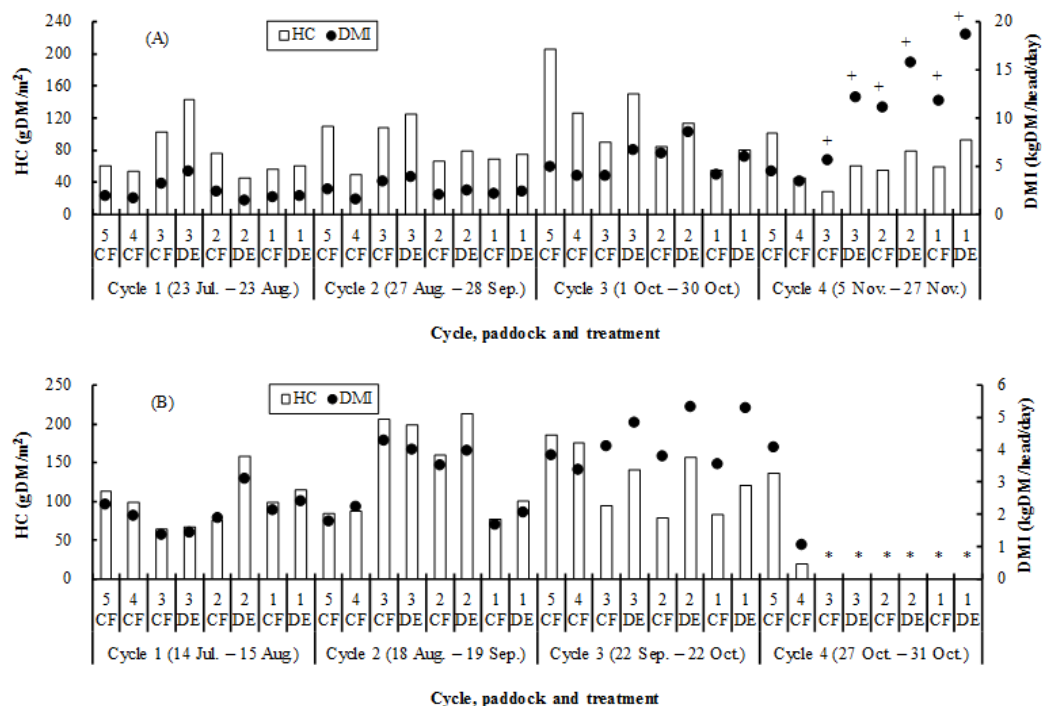 (A)
HC DMI
HC (gDM/m²)
240
200
160
120
80
40
0
DMI (kgDM/head/day)
20
15
10
5
0
+ + + + + +
5 4 3 3 2 2 1 1 5 4 3 3 2 2 1 1 5 4 3 3 2 2 1 1 5 4 3 3 2 2 1 1
CF CF CF DE CF DE CF DE CF CF CF DE CF DE CF DE CF CF CF DE CF DE CF DE CF CF CF DE CF DE CF DE
Cycle 1 (23 Jul. – 23 Aug.) Cycle 2 (27 Aug. – 28 Sep.) Cycle 3 (1 Oct. – 30 Oct.) Cycle 4 (5 Nov. – 27 Nov.)
Cycle, paddock and treatment
(B)
HC DMI
HC (gDM/m²)
250
200
150
100
50
0
DMI (kgDM/head/day)
6
5
4
3
2
1
0
* * * * * *
5 4 3 3 2 2 1 1 5 4 3 3 2 2 1 1 5 4 3 3 2 2 1 1 5 4 3 3 2 2 1 1
CF CF CF DE CF DE CF DE CF CF CF DE CF DE CF DE CF CF CF DE CF DE CF DE CF CF CF DE CF DE CF DE
Cycle 1 (14 Jul. – 15 Aug.) Cycle 2 (18 Aug. – 19 Sep.) Cycle 3 (22 Sep. – 22 Oct.) Cycle 4 (27 Oct. – 31 Oct.)
Cycle, paddock and treatment